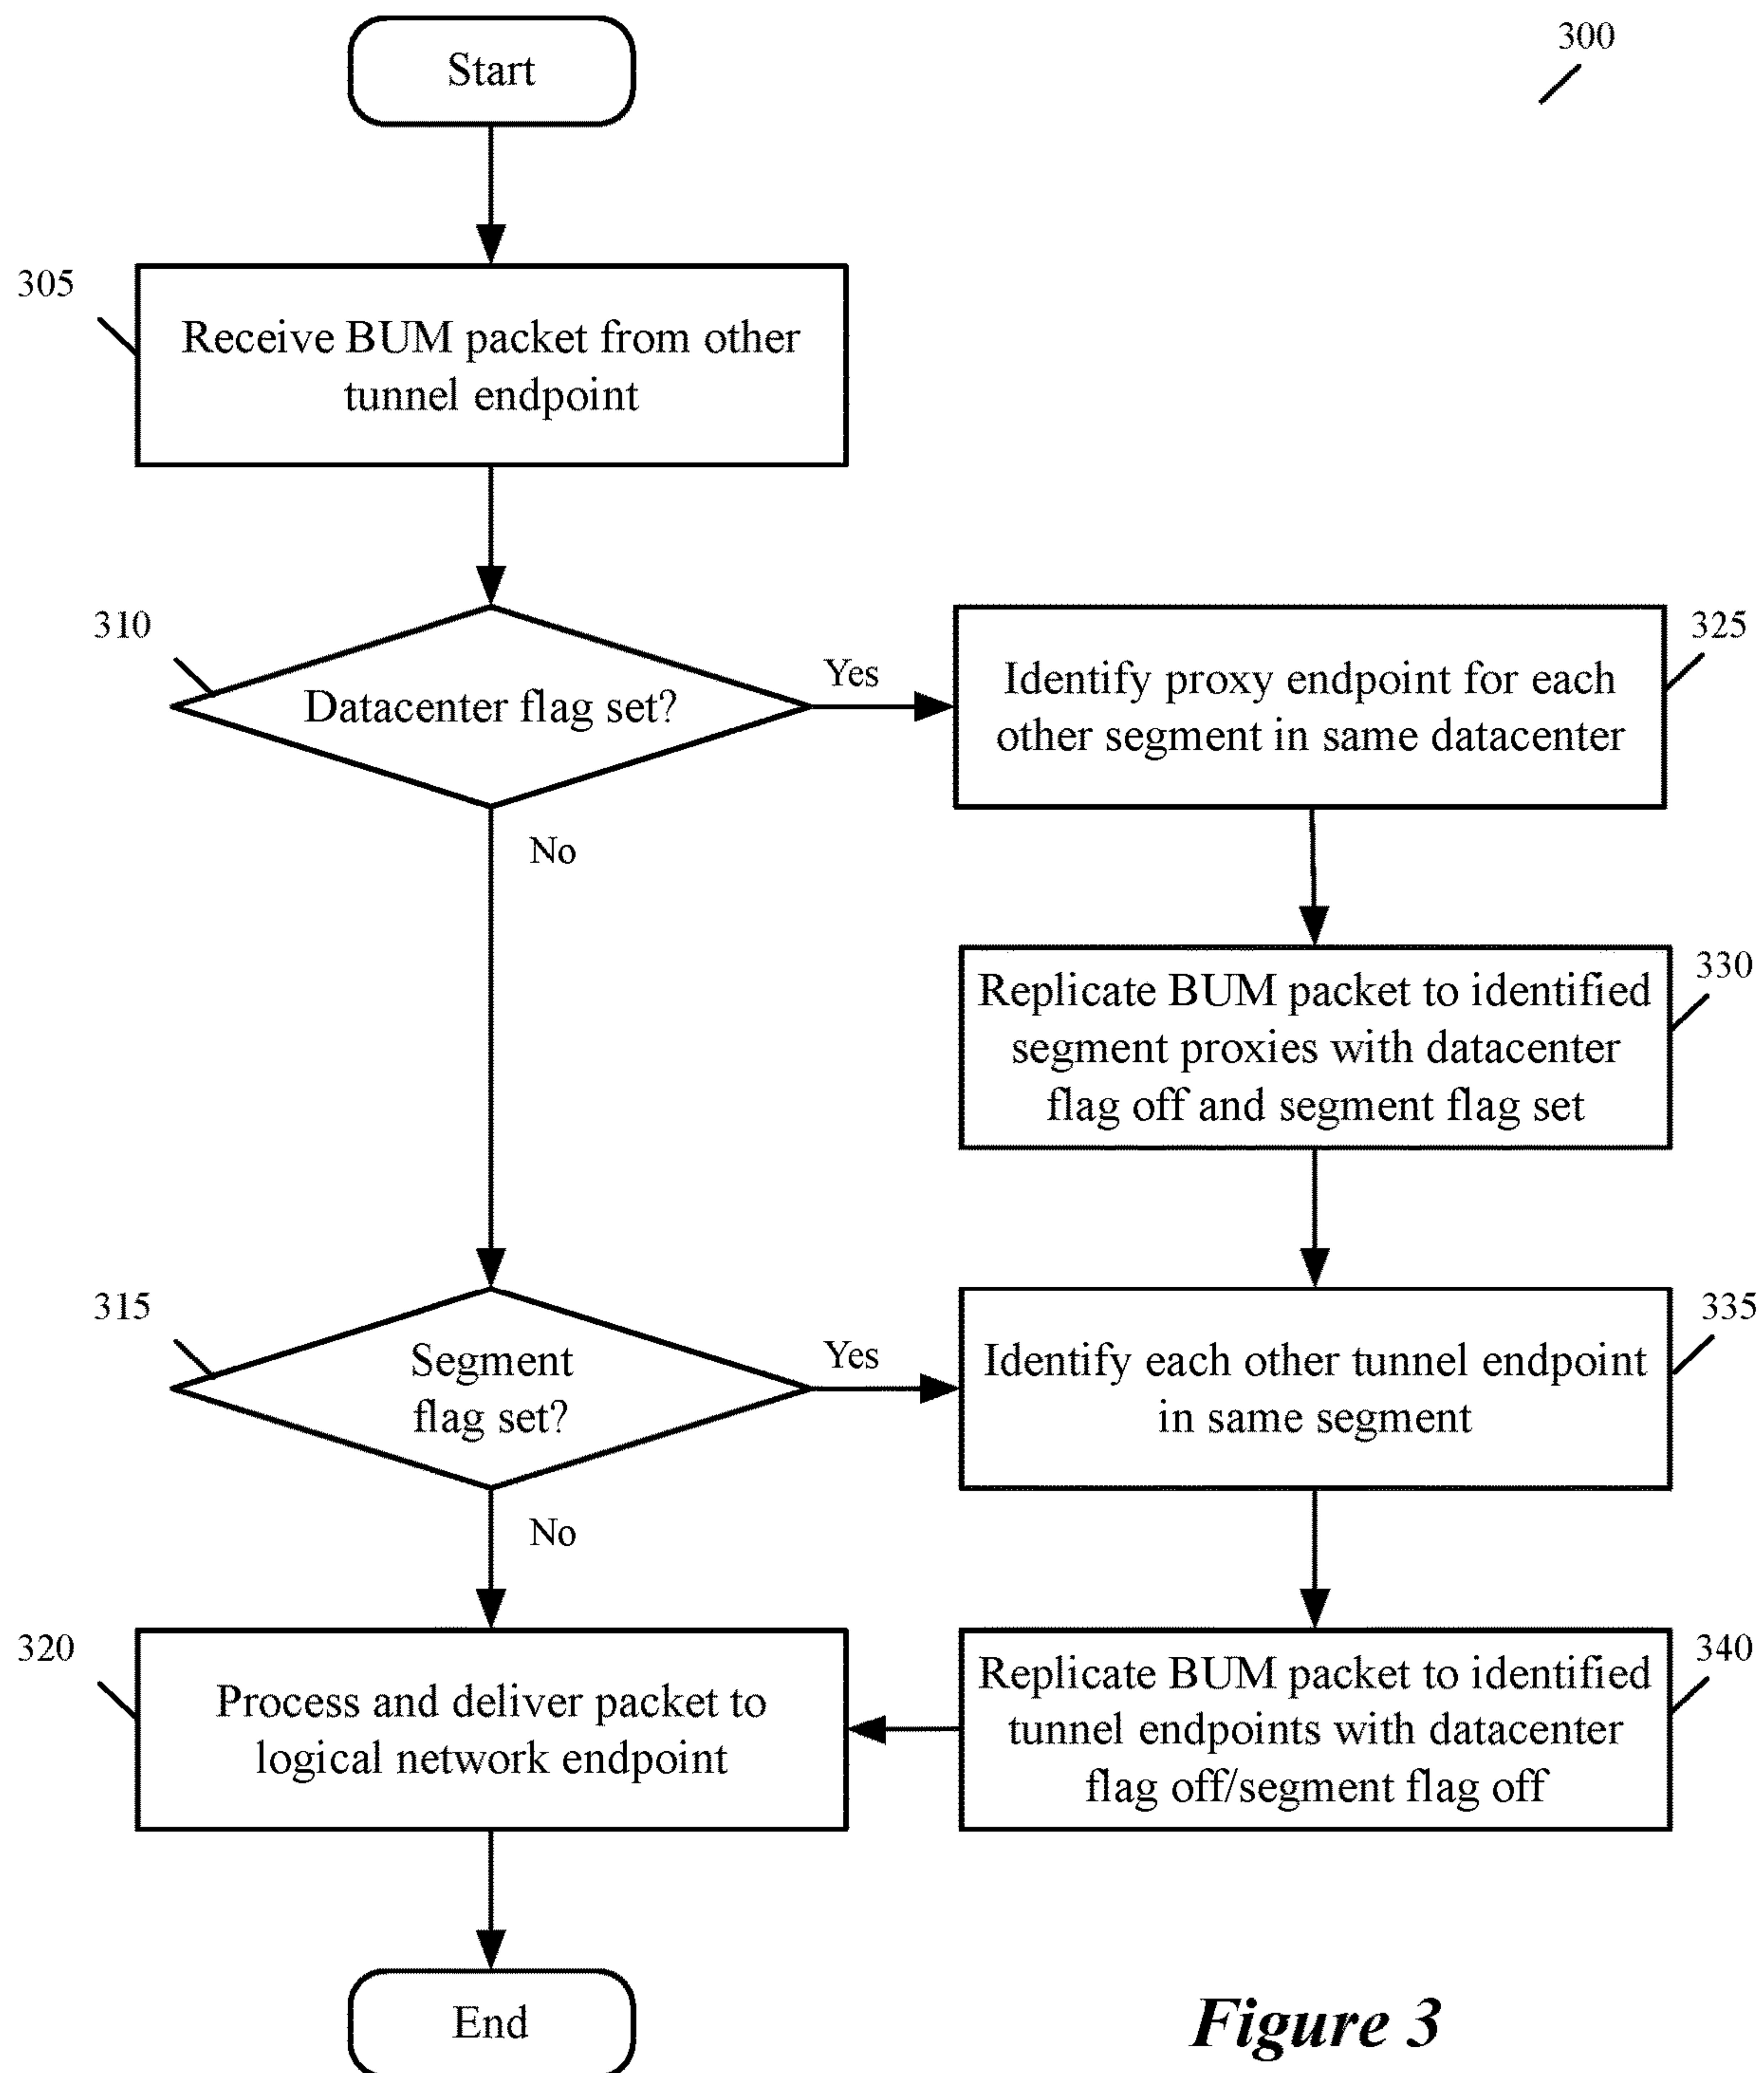 Start
300
305
Receive BUM packet from other
tunnel endpoint
310
Datacenter flag set?
Yes
No
325
Identify proxy endpoint for each
other segment in same datacenter
330
Replicate BUM packet to identified
segment proxies with datacenter
flag off and segment flag set
315
Segment
flag set?
Yes
No
335
Identify each other tunnel endpoint
in same segment
320
Process and deliver packet to
logical network endpoint
340
Replicate BUM packet to identified
tunnel endpoints with datacenter
flag off/segment flag off
End
Figure 3